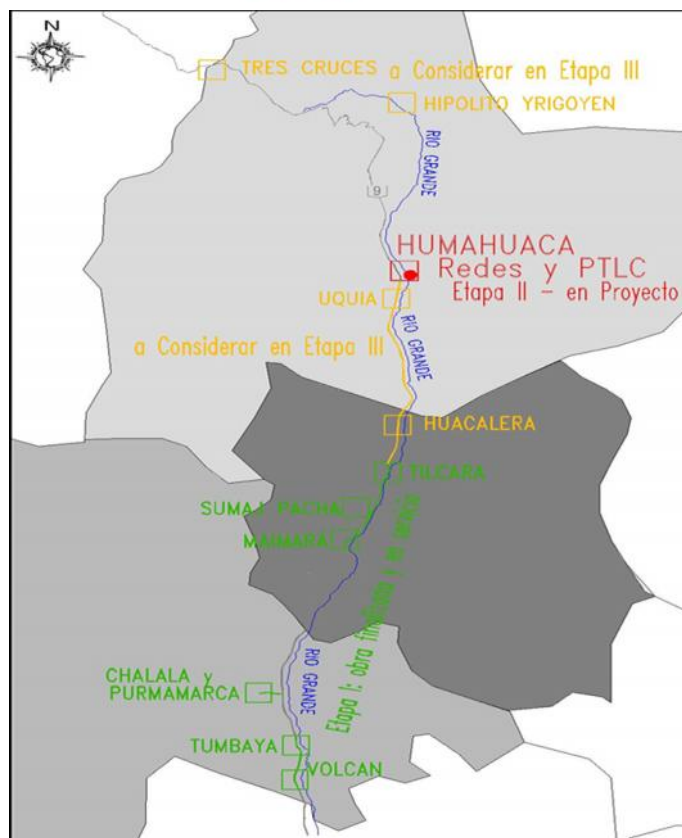 N
TRES CRUCES a Considerar en Etapa III
HIPOLITO YRIGOYEN
RIO GRANDE
9
HUMAHUACA
Redes y PTLC
Etapa II - en Proyecto
UQUIA
RIO GRANDE
a Considerar en Etapa III
HUACALERA
TILCARA
SUMAJ PACHA
MAIMARA
Etapa I: obra finalizada y en servicio
RIO GRANDE
CHALALA y
PURMAMARCA
TUMBAYA
VOLCAN